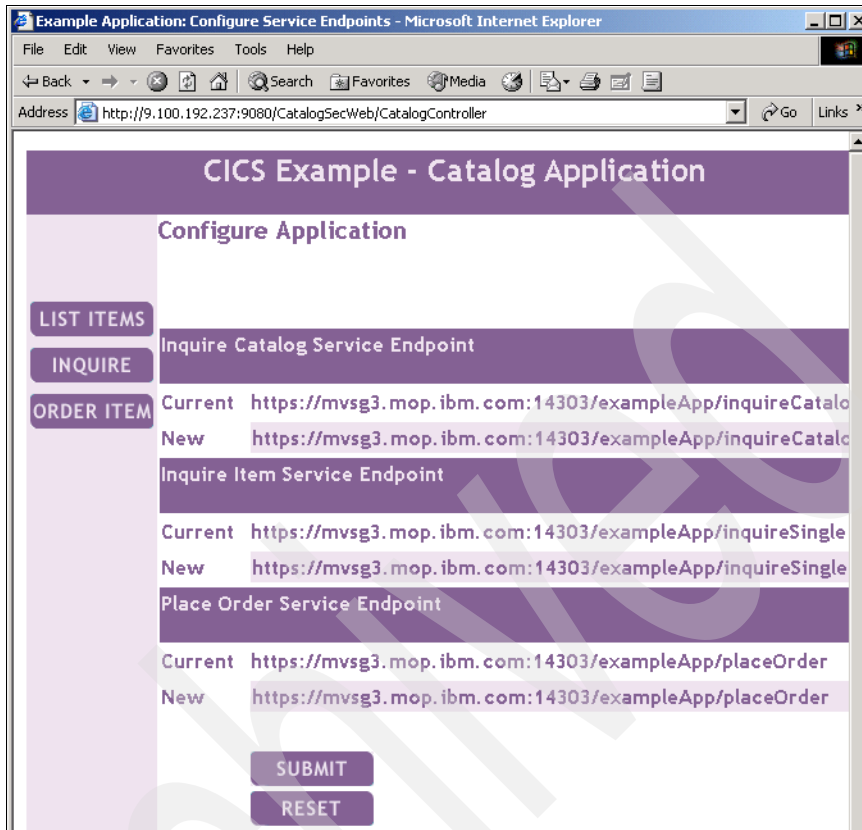 Example Application: Configure Service Endpoints - Microsoft Internet Explorer
File Edit View Favorites Tools Help
Back Search Favorites Media
Address http://9.100.192.237:9080/CatalogSecWeb/CatalogController Go Links »
CICS Example - Catalog Application
Configure Application
LIST ITEMS
INQUIRE
ORDER ITEM
Inquire Catalog Service Endpoint
Current https://mvsg3.mop.ibm.com:14303/exampleApp/inquireCatalo
New https://mvsg3.mop.ibm.com:14303/exampleApp/inquireCatalo
Inquire Item Service Endpoint
Current https://mvsg3.mop.ibm.com:14303/exampleApp/inquireSingle
New https://mvsg3.mop.ibm.com:14303/exampleApp/inquireSingle
Place Order Service Endpoint
Current https://mvsg3.mop.ibm.com:14303/exampleApp/placeOrder
New https://mvsg3.mop.ibm.com:14303/exampleApp/placeOrder
SUBMIT
RESET